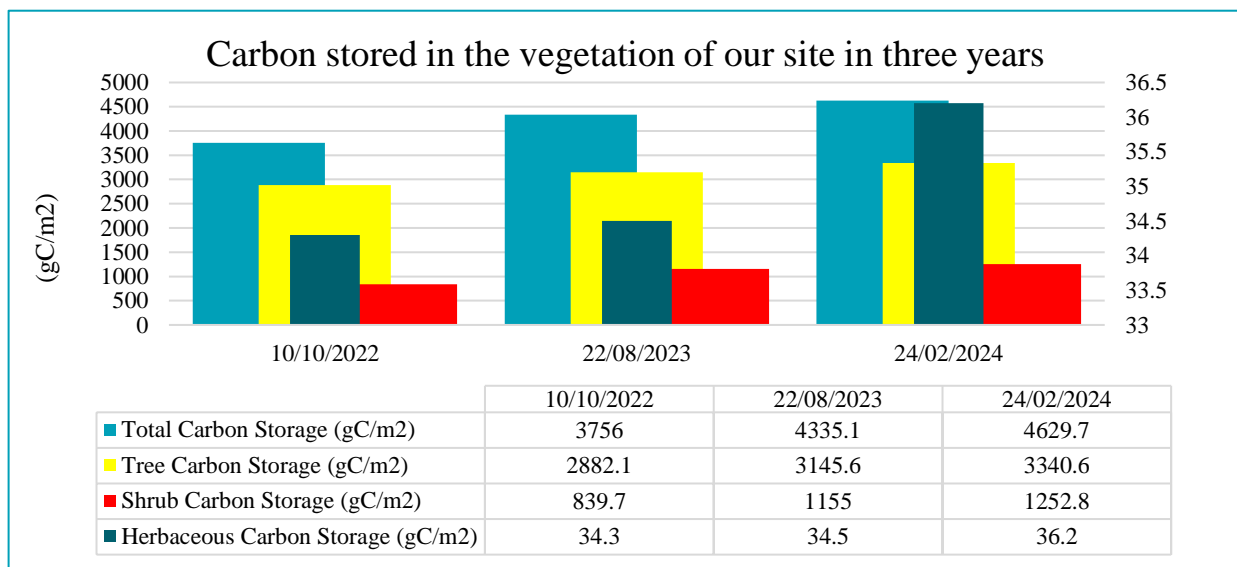 Carbon stored in the vegetation of our site in three years
(gC/m2)
5000
4500
4000
3500
3000
2500
2000
1500
1000
500
0
36.5
36
35.5
35
34.5
34
33.5
33
10/10/2022 22/08/2023 24/02/2024
10/10/2022 22/08/2023 24/02/2024
Total Carbon Storage (gC/m2) 3756 4335.1 4629.7
Tree Carbon Storage (gC/m2) 2882.1 3145.6 3340.6
Shrub Carbon Storage (gC/m2) 839.7 1155 1252.8
Herbaceous Carbon Storage (gC/m2) 34.3 34.5 36.2